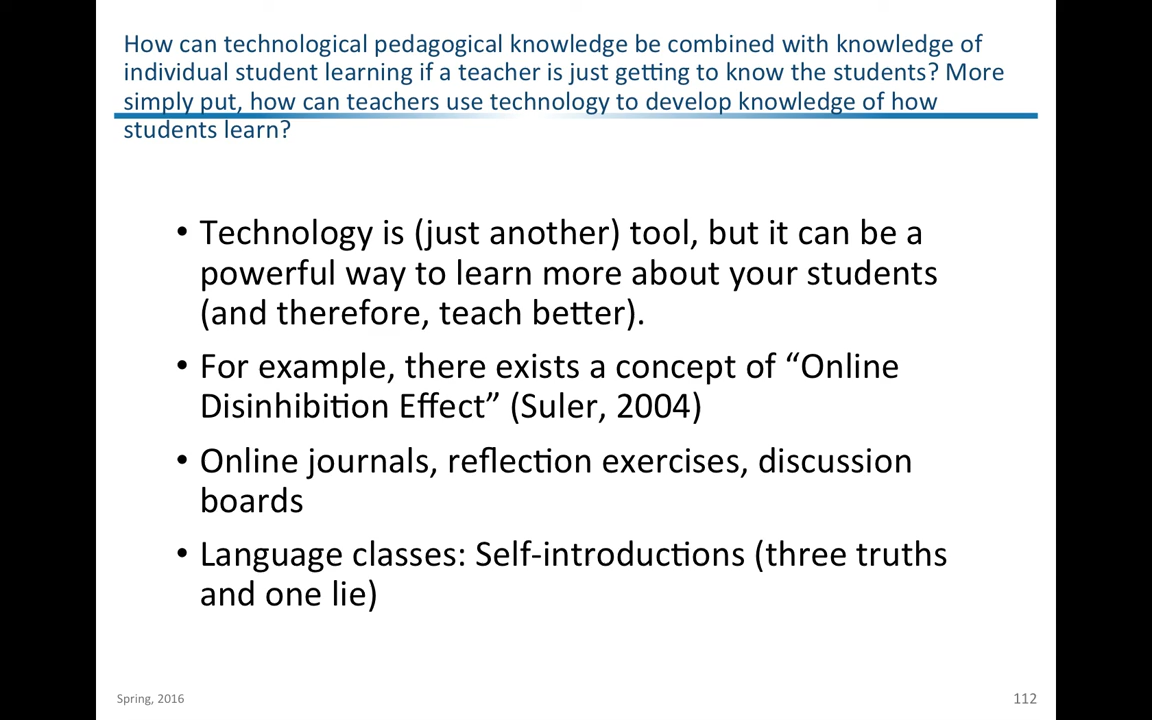 How can technological pedagogical knowledge be combined with knowledge of
individual student learning if a teacher is just getting to know the students? More
simply put, how can teachers use technology to develop knowledge of how
students learn?
• Technology is (just another) tool, but it can be a
powerful way to learn more about your students
(and therefore, teach better).
• For example, there exists a concept of “Online
Disinhibition Effect” (Suler, 2004)
• Online journals, reflection exercises, discussion
boards
• Language classes: Self-introductions (three truths
and one lie)
Spring, 2016
112